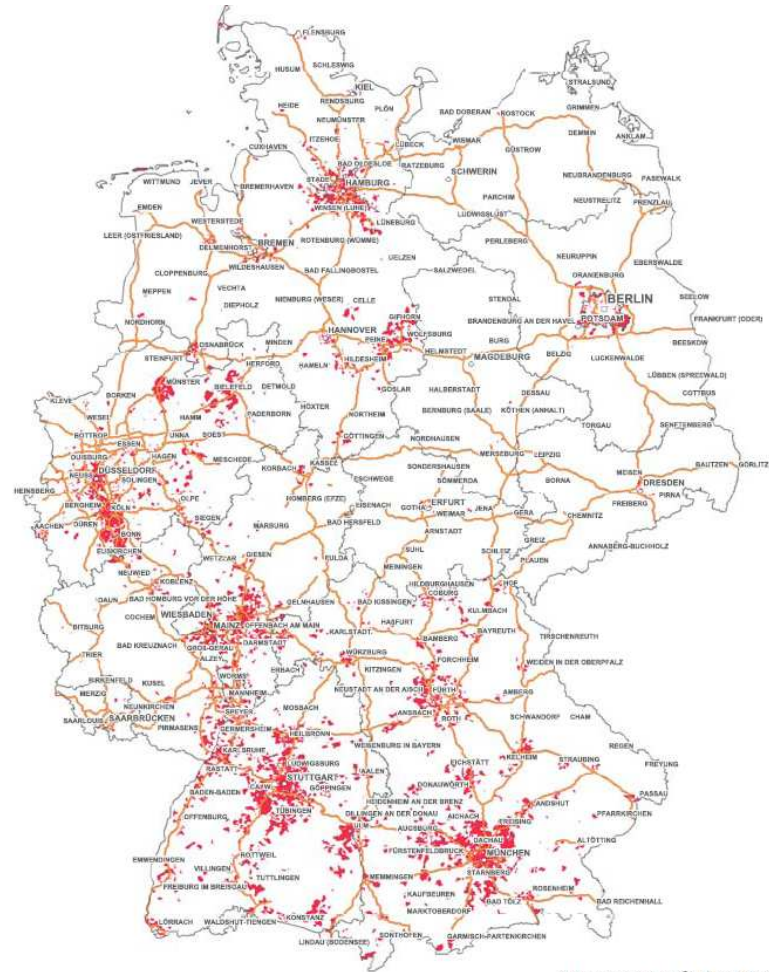 FLENSBURG
SCHLESWIG
HUSUM
KIEL
STRALSUND
RENDSBURG
HEIDE
PLÖN
GRIMMEN
NEUMÜNSTER
BAD DOBERAN
ROSTOCK
ITZEHOE
DEMMIN
ANKLAM
CUXHAVEN
LÜBECK
WISMAR
GÜSTROW
BAD OLDESLOE
RATZEBURG
WITTMUND
JEVER
STADE
HAMBURG
SCHWERIN
NEUBRANDENBURG
PASEWALK
BREMERHAVEN
PARCHIM
NEUSTRELITZ
PRENZLAU
EMDEN
WINSEN (LUHE)
LUDWIGSLUST
WESTERSTEDE
LÜNEBURG
LEER (OSTFRIESLAND)
BREMEN
ROTENBURG (WÜMME)
PERLEBERG
DELMENHORST
UELZEN
NEURUPPIN
EBERSWALDE
CLOPPENBURG
WILDESHAUSEN
BAD FALLINGBOSTEL
SALZWEDEL
ORANIENBURG
MEPPEN
VECHTA
NIENBURG (WESER)
CELLE
STENDAL
BERLIN
SEELOW
DIEPHOLZ
GIFHORN
NORDHORN
HANNOVER
WOLFSBURG
BRANDENBURG AN DER HAVEL
POTSDAM
FRANKFURT (ODER)
OSNABRÜCK
MINDEN
PEINE
BURG
BEESKOW
STEINFURT
HILDESHEIM
HELMSTEDT
MAGDEBURG
BELZIG
LUCKENWALDE
HERFORD
HAMELN
LÜBBEN (SPREEWALD)
MÜNSTER
BIELEFELD
DETMOLD
GOSLAR
HALBERSTADT
DESSAU
COTTBUS
KLEVE
BORKEN
HÖXTER
BERNBURG (SAALE)
KÖTHEN (ANHALT)
WESEL
HAMM
PADERBORN
NORTHEIM
TORGAU
SENFTENBERG
BOTTROP
ESSEN
UNNA
SOEST
GÖTTINGEN
NORDHAUSEN
DUISBURG
HAGEN
MESCHEDE
KASSEL
SONDERSHAUSEN
MERSEBURG
LEIPZIG
DÜSSELDORF
KORBACH
MEISEN
BAUTZEN
GÖRLITZ
NEUSS
SOLINGEN
ESCHWEGE
SÖMMERDA
BORNA
DRESDEN
HEINSBERG
OLPE
HOMBERG (EFZE)
PIRNA
BERGHEIM
KÖLN
EISENACH
GOTHA
ERFURT
JENA
FREIBERG
DÜREN
SIEGEN
BAD HERSFELD
WEIMAR
GERA
CHEMNITZ
AACHEN
BONN
MARBURG
ARNSTADT
GREIZ
EUSKIRCHEN
WETZLAR
GIESEN
SUHL
SCHLEIZ
ANNABERG-BUCHHOLZ
NEUWIED
FULDA
PLAUEN
KOBLENZ
MEININGEN
DAUN
BAD HOMBURG VOR DER HÖHE
GELNHAUSEN
HILDBURGHAUSEN
HOF
BAD KISSINGEN
COBURG
COCHEM
WIESBADEN
KULMBACH
BITBURG
MAINZ
OFFENBACH AM MAIN
HAßFURT
KARLSTADT
BAYREUTH
BAD KREUZNACH
DARMSTADT
BAMBERG
TIRSCHENREUTH
TRIER
GROß-GERAU
WÜRZBURG
FORCHHEIM
ALZEY
KITZINGEN
WEIDEN IN DER OBERPFALZ
BIRKENFELD
KUSEL
WORMS
ERBACH
MERZIG
NEUSTADT AN DER AISCH
FÜRTH
AMBERG
NEUNKIRCHEN
MANNHEIM
MOSBACH
SAARLOUIS
SAARBRÜCKEN
SPEYER
ANSBACH
ROTH
SCHWANDORF
CHAM
PIRMASENS
GERMERSHEIM
HEILBRONN
WEISENBURG IN BAYERN
REGEN
KARLSRUHE
KELHEIM
STRAUBING
FREYUNG
RASTATT
LUDWIGSBURG
AALEN
EICHSTÄTT
STUTTGART
DONAUWÖRTH
PASSAU
BADEN-BADEN
CALW
GÖPPINGEN
HEIDENHEIM AN DER BRENZ
LANDSHUT
PFARRKIRCHEN
TÜBINGEN
DILLINGEN AN DER DONAU
AICHACH
OFFENBURG
ULM
AUGSBURG
ERDING
DACHAU
ALTÖTTING
EMMENDINGEN
ROTTWEIL
FÜRSTENFELDBRUCK
MÜNCHEN
VILLINGEN
MEMMINGEN
STARNBERG
TUTTLINGEN
FREIBURG IM BREISGAU
KAUFBEUREN
ROSENHEIM
BAD TÖLZ
KONSTANZ
MARKTOBERDORF
BAD REICHENHALL
LÖRRACH
WALDSHUT-TIENGEN
SONTHOFEN
GARMISCH-PARTENKIRCHEN
LINDAU (BODENSEE)